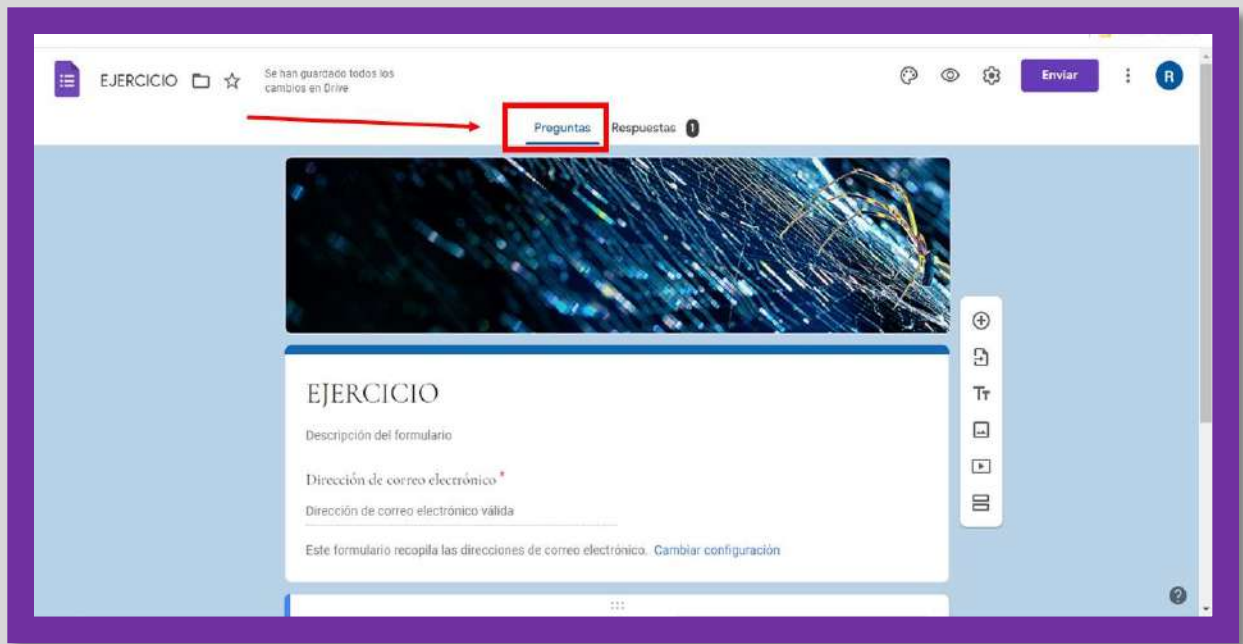 EJERCICIO
Se han guardado todos los
cambios en Drive
Enviar
R
Preguntas
Respuestas 1
EJERCICIO
Descripción del formulario
Dirección de correo electrónico *
Dirección de correo electrónico válida
Este formulario recopila las direcciones de correo electrónico. Cambiar configuración